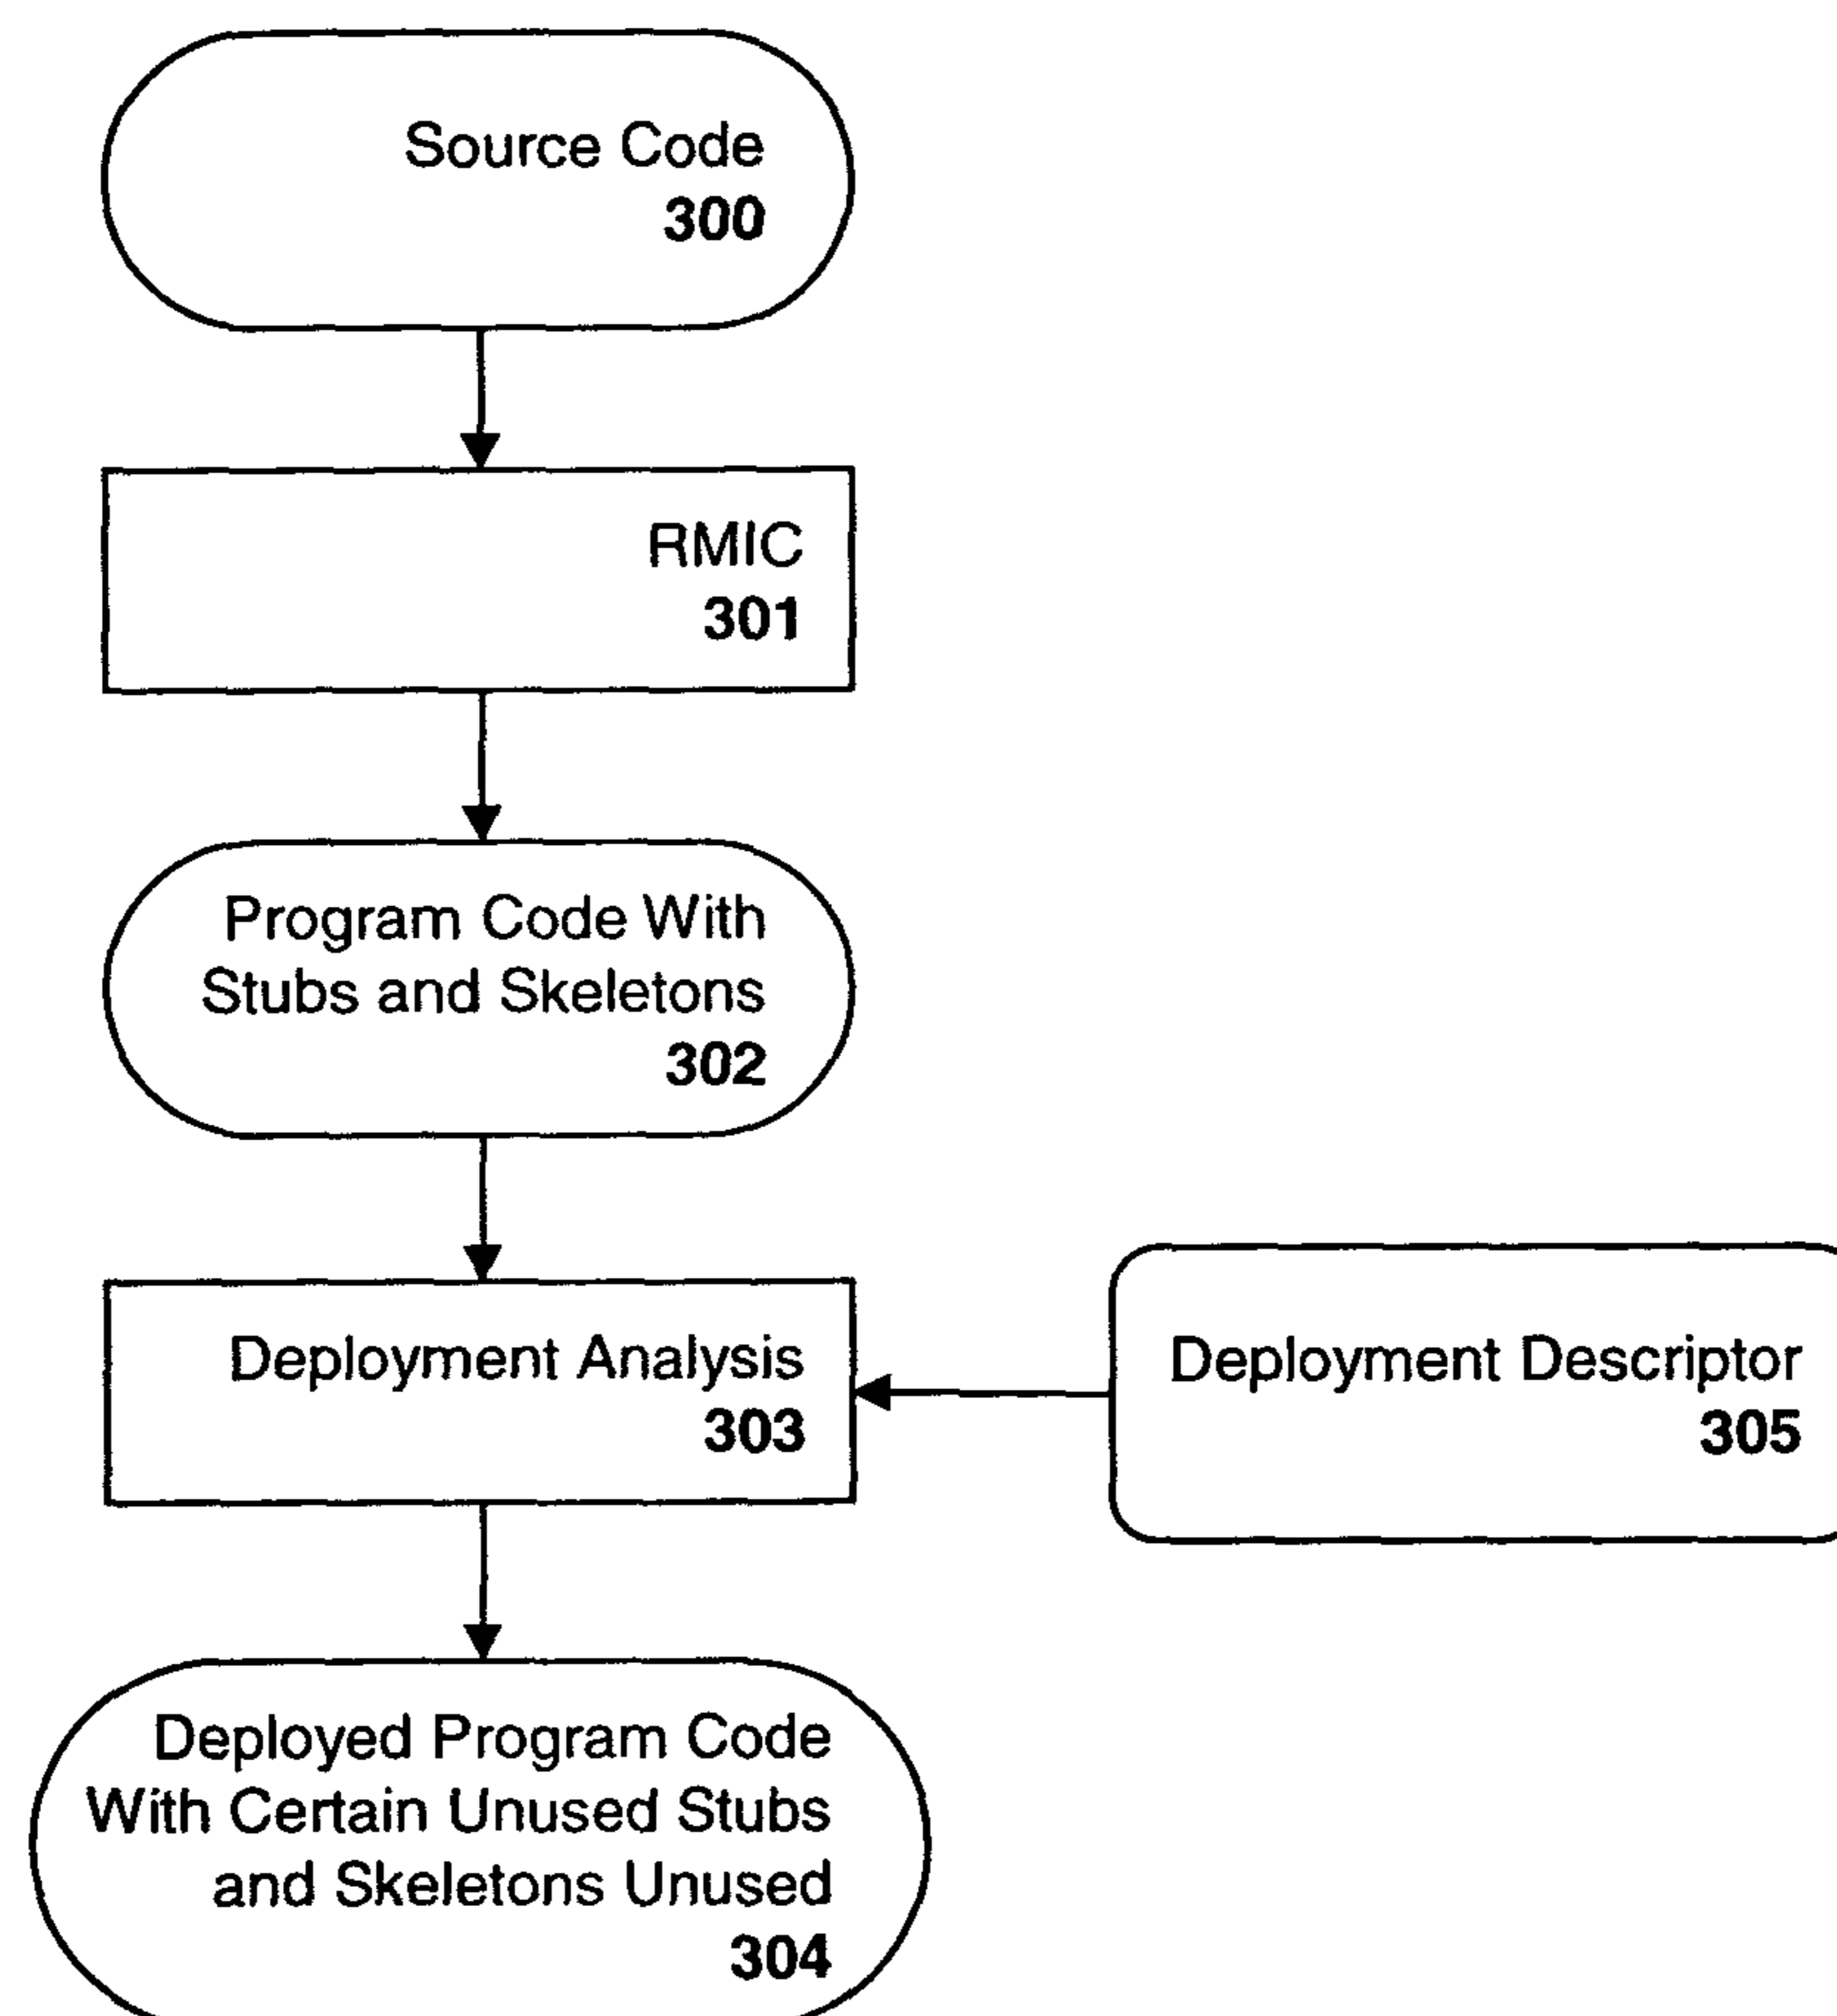 Source Code
300
RMIC
301
Program Code With
Stubs and Skeletons
302
Deployment Analysis
303
Deployment Descriptor
305
Deployed Program Code
With Certain Unused Stubs
and Skeletons Unused
304